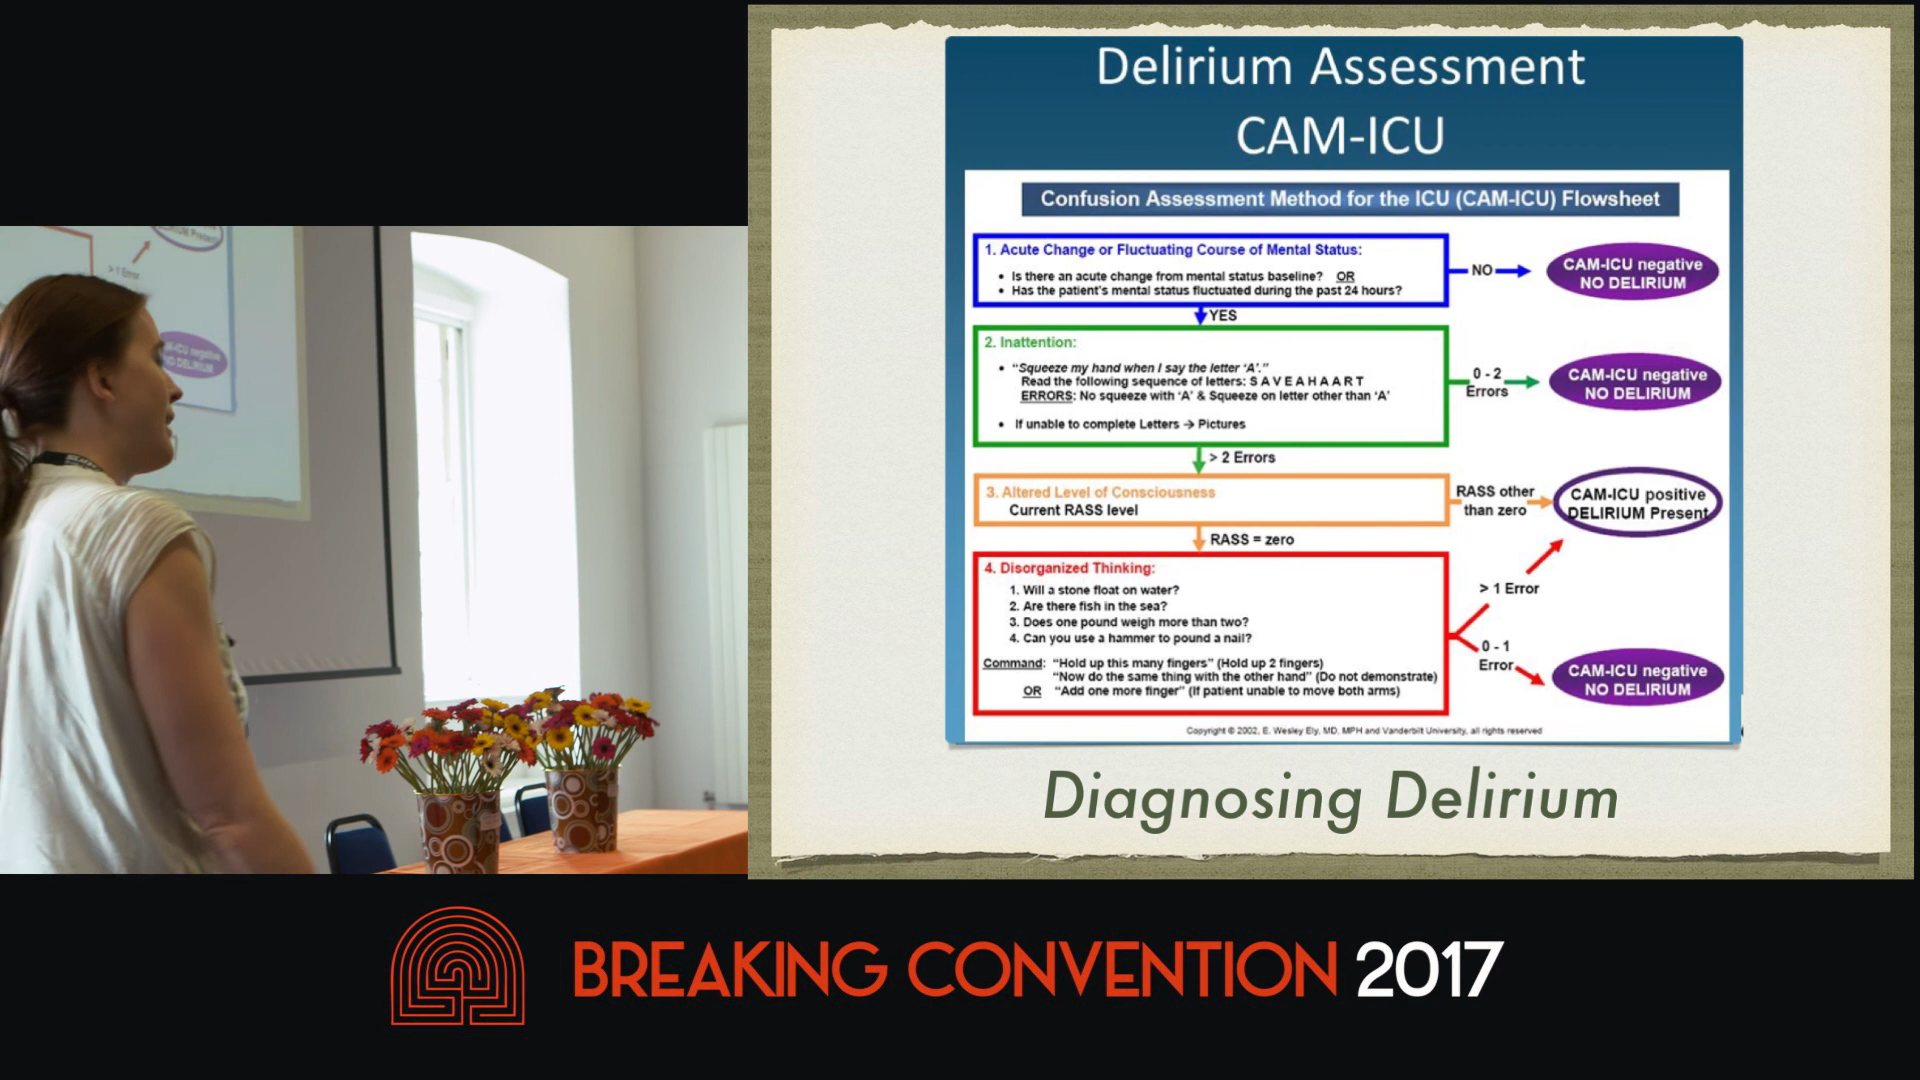 Delirium Assessment
CAM-ICU
Confusion Assessment Method for the ICU (CAM-ICU) Flowsheet
1. Acute Change or Fluctuating Course of Mental Status:
• Is there an acute change from mental status baseline? OR
• Has the patient's mental status fluctuated during the past 24 hours?
NO
CAM-ICU negative
NO DELIRIUM
YES
2. Inattention:
• "Squeeze my hand when I say the letter 'A'."
Read the following sequence of letters: S A V E A H A A R T
ERRORS: No squeeze with 'A' & Squeeze on letter other than 'A'
• If unable to complete Letters → Pictures
0 - 2
Errors
CAM-ICU negative
NO DELIRIUM
> 2 Errors
3. Altered Level of Consciousness
Current RASS level
RASS other
than zero
CAM-ICU positive
DELIRIUM Present
RASS = zero
4. Disorganized Thinking:
1. Will a stone float on water?
2. Are there fish in the sea?
3. Does one pound weigh more than two?
4. Can you use a hammer to pound a nail?
Command: "Hold up this many fingers" (Hold up 2 fingers)
"Now do the same thing with the other hand" (Do not demonstrate)
OR "Add one more finger" (If patient unable to move both arms)
> 1 Error
0 - 1
Error
CAM-ICU negative
NO DELIRIUM
Copyright © 2002, E. Wesley Ely, MD, MPH and Vanderbilt University, all rights reserved
Diagnosing Delirium
> 1 Error
CAM-ICU negative
NO DELIRIUM
BREAKING CONVENTION 2017